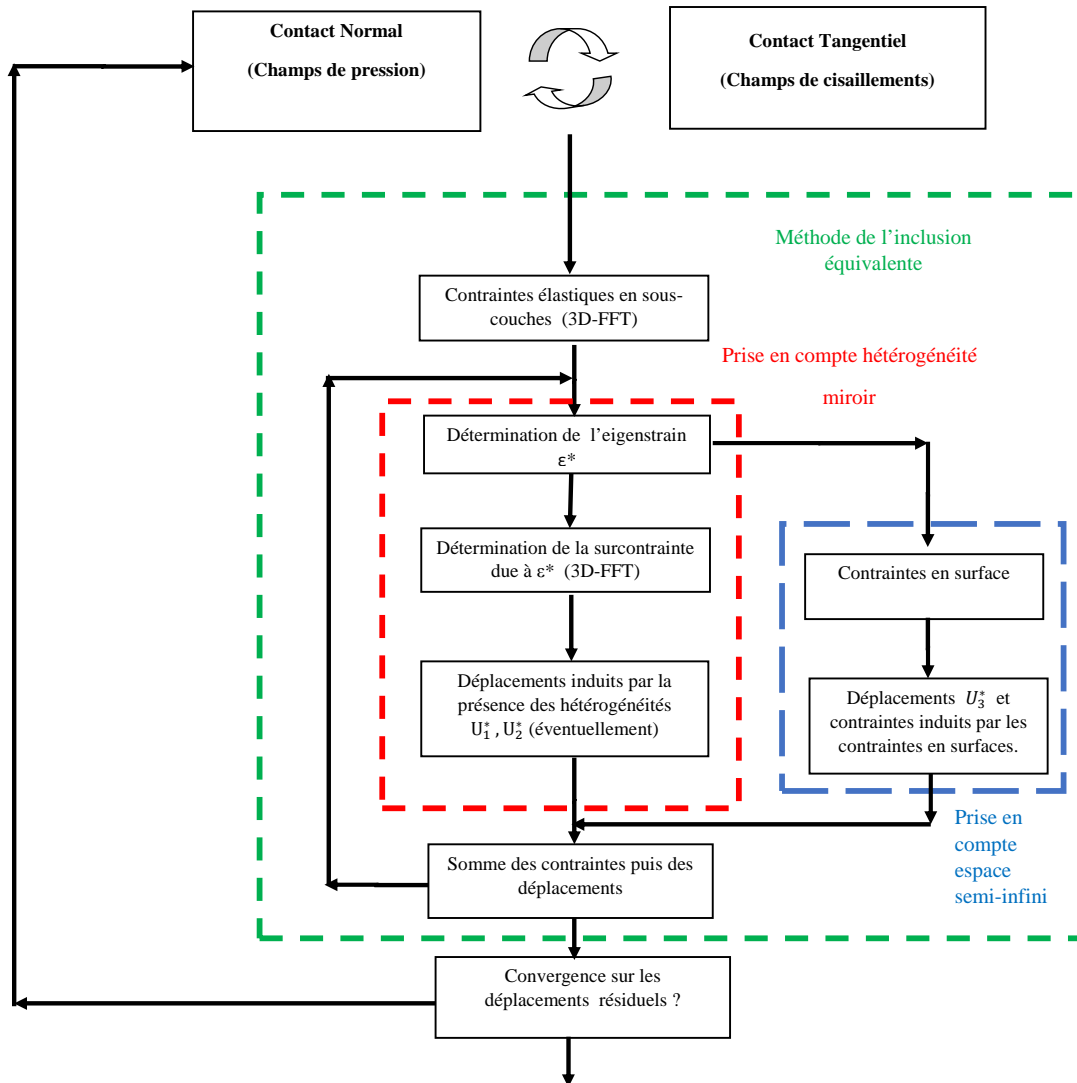 Contact Normal
(Champs de pression)
Contact Tangentiel
(Champs de cisaillements)
Méthode de l’inclusion
équivalente
Contraintes élastiques en sous-
couches (3D-FFT)
Prise en compte hétérogénéité
miroir
Détermination de l’eigenstrain
ε*
Détermination de la surcontrainte
due à ε* (3D-FFT)
Contraintes en surface
Déplacements induits par la
présence des hétérogénéités
U₁*, U₂* (éventuellement)
Déplacements U₃* et
contraintes induits par les
contraintes en surfaces.
Prise en
compte
espace
semi-infini
Somme des contraintes puis des
déplacements
Convergence sur les
déplacements résiduels ?